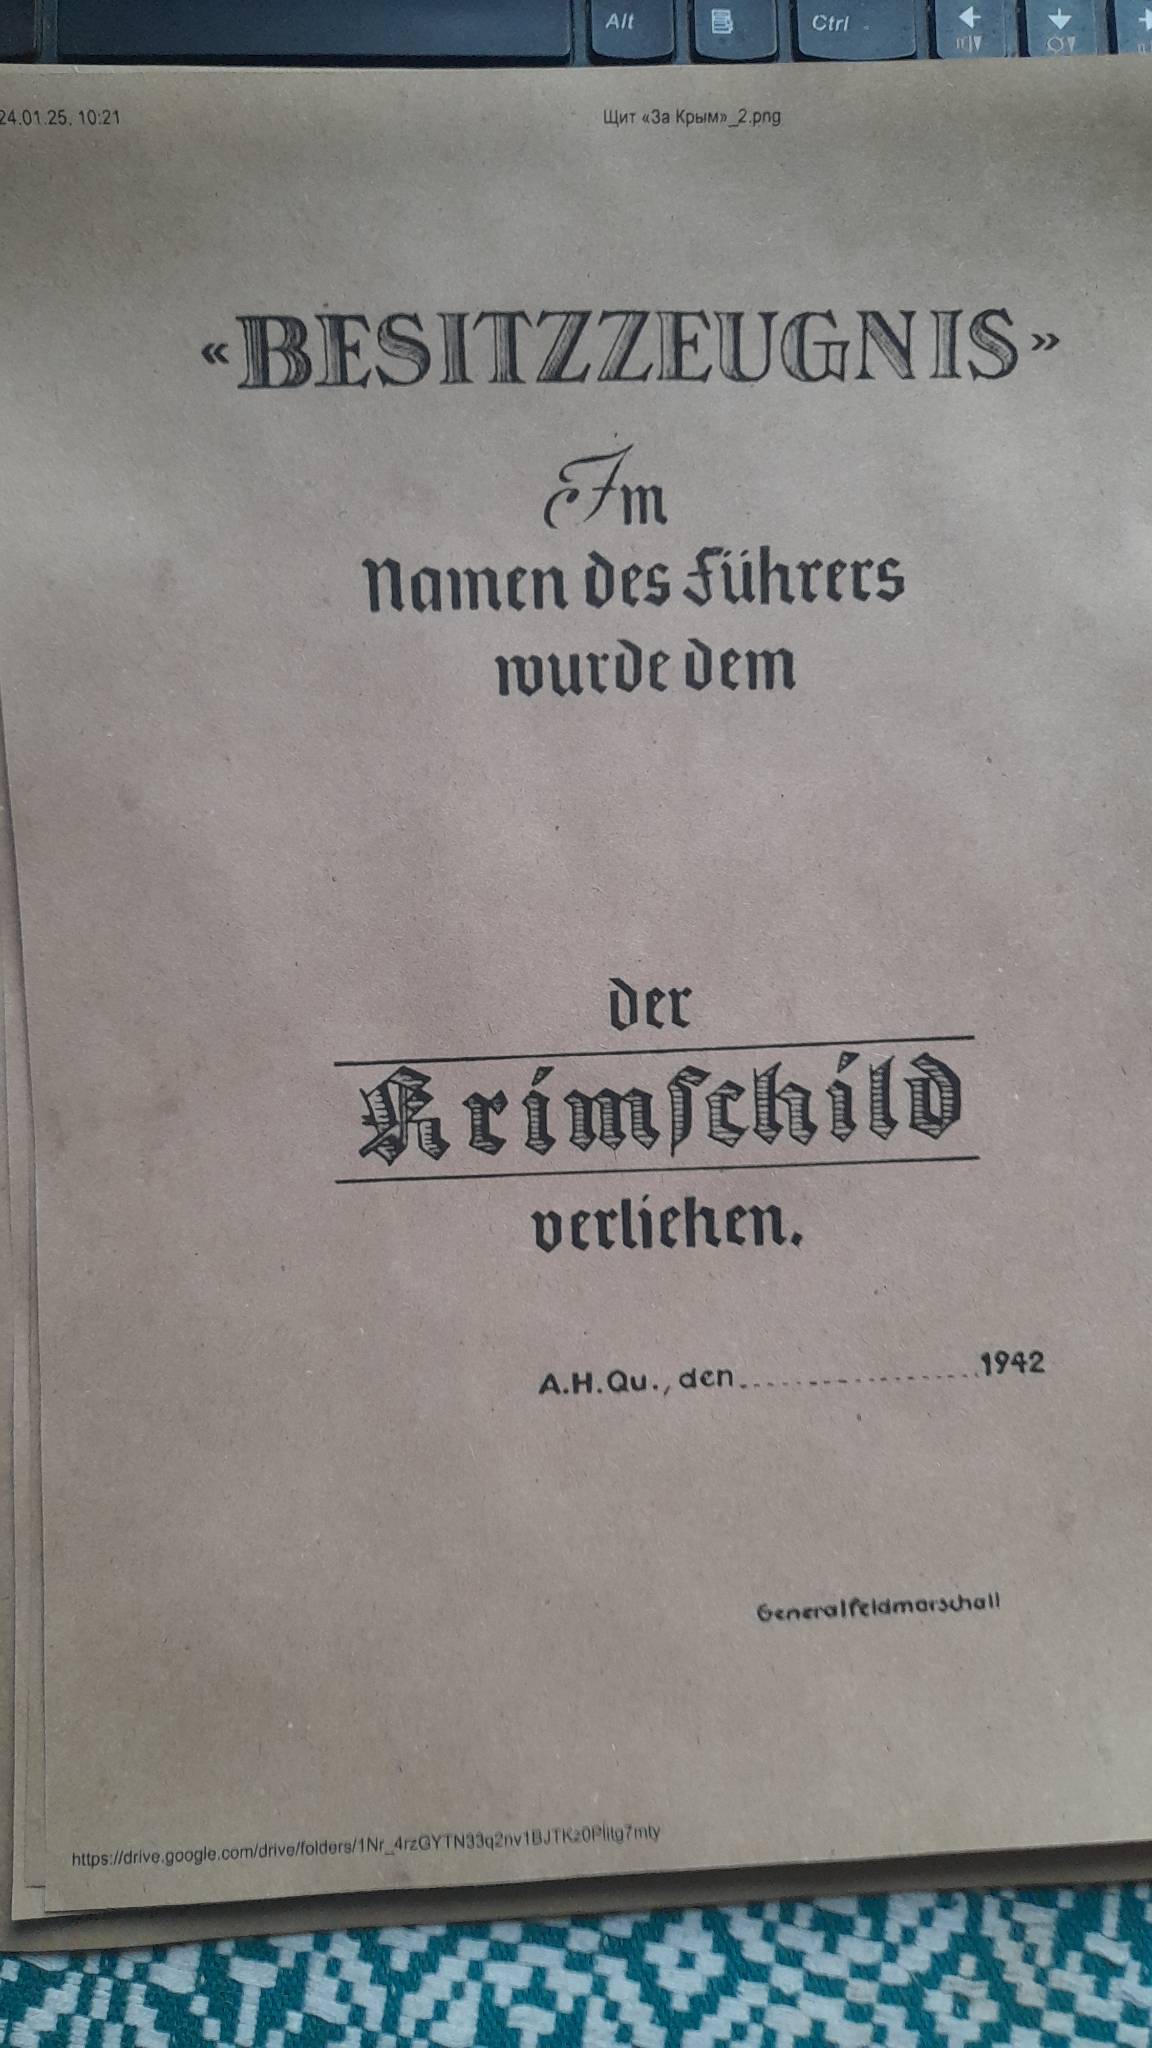 Alt
Ctrl
24.01.25, 10:21
Щит «За Крым»_2.png
«BESITZZEUGNIS»
Im
Namen des Führers
wurde dem
der
Krimschild
verliehen.
A.H.Qu., den....................1942
Generalfeldmarschall
https://drive.google.com/drive/folders/1Nr_4rzGYTN33q2nv1BJTKz0Plitg7mty